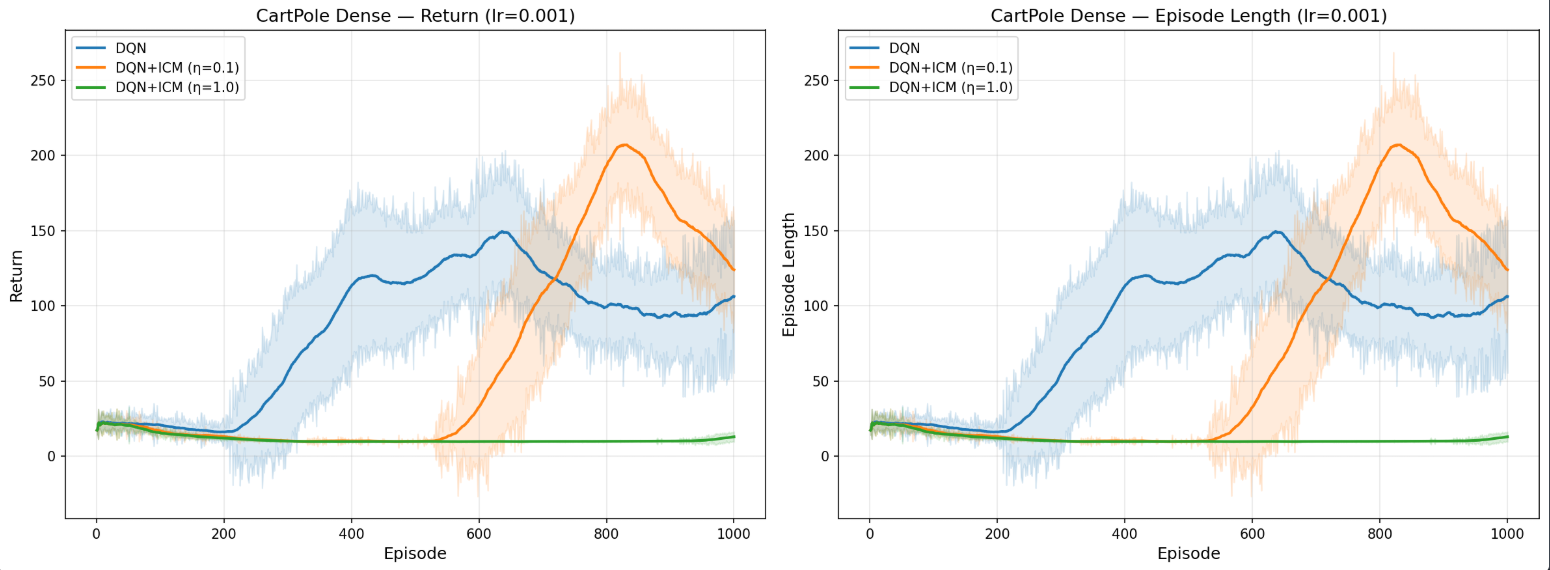 CartPole Dense — Return (lr=0.001)
DQN
DQN+ICM (η=0.1)
DQN+ICM (η=1.0)
250
200
150
100
50
0
Return
0 200 400 600 800 1000
Episode
CartPole Dense — Episode Length (lr=0.001)
DQN
DQN+ICM (η=0.1)
DQN+ICM (η=1.0)
250
200
150
100
50
0
Episode Length
0 200 400 600 800 1000
Episode